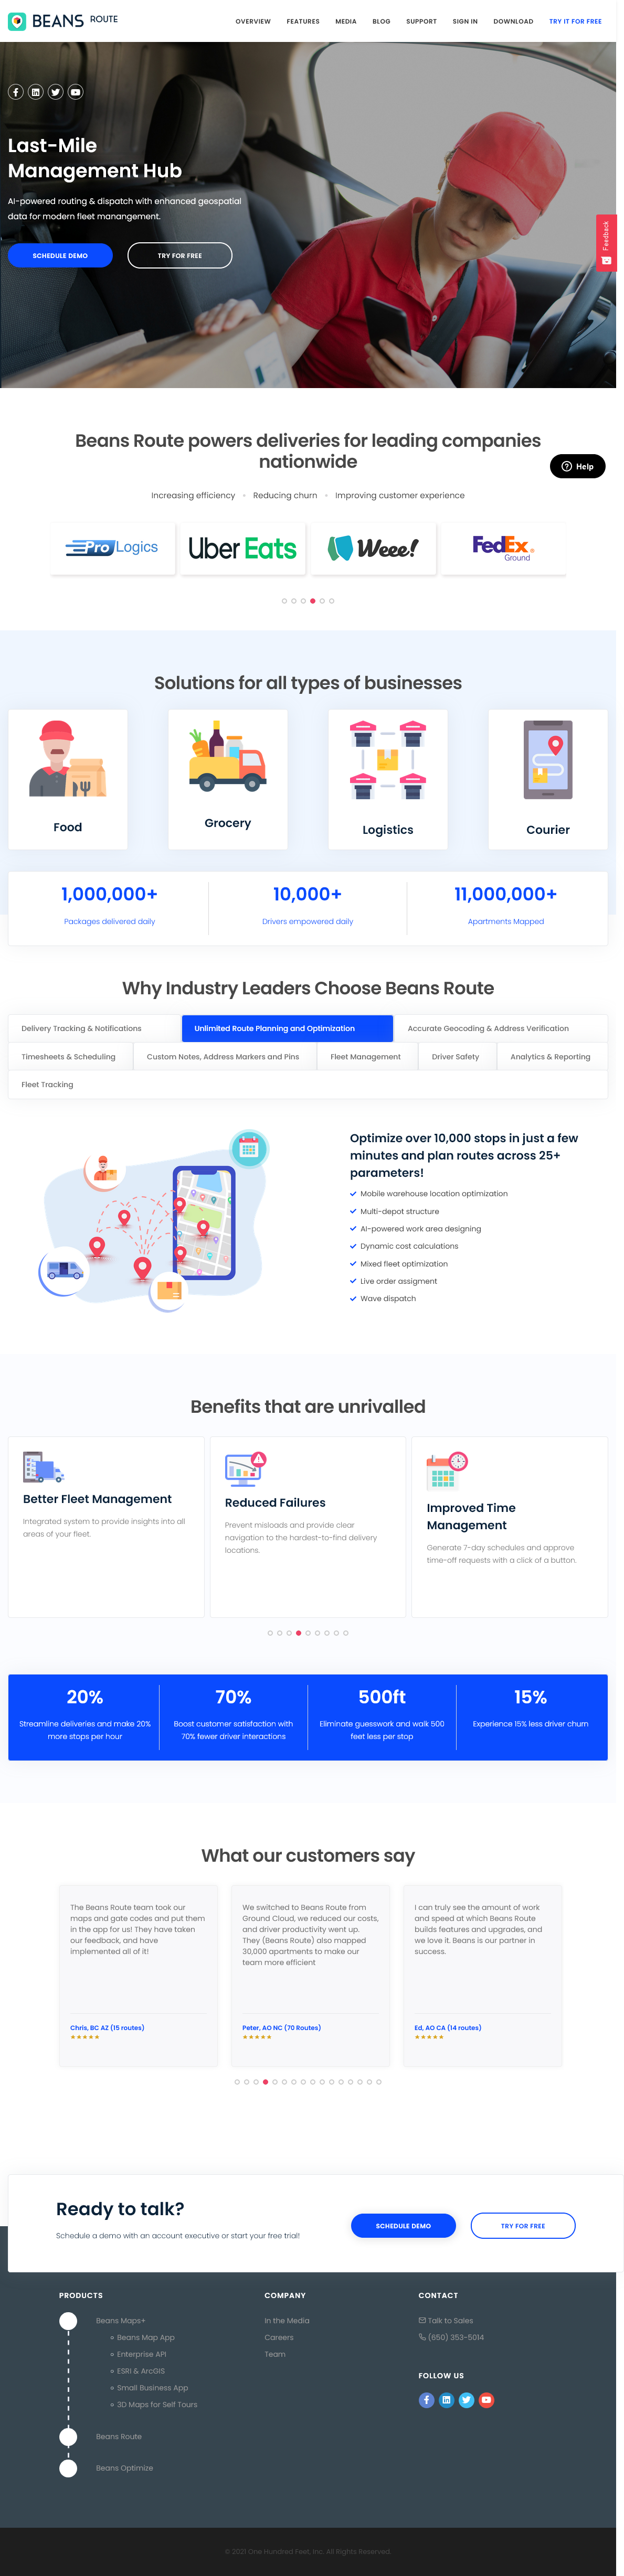 BEANS ROUTE
OVERVIEW FEATURES MEDIA BLOG SUPPORT SIGN IN DOWNLOAD TRY IT FOR FREE
Last-Mile
Management Hub
AI-powered routing & dispatch with enhanced geospatial
data for modern fleet manangement.
SCHEDULE DEMO TRY FOR FREE
Feedback
Beans Route powers deliveries for leading companies
nationwide
Help
Increasing efficiency Reducing churn Improving customer experience
ProLogics Uber Eats Weee! FedEx Ground
Solutions for all types of businesses
Food Grocery Logistics Courier
1,000,000+ 10,000+ 11,000,000+
Packages delivered daily Drivers empowered daily Apartments Mapped
Why Industry Leaders Choose Beans Route
Delivery Tracking & Notifications Unlimited Route Planning and Optimization Accurate Geocoding & Address Verification
Timesheets & Scheduling Custom Notes, Address Markers and Pins Fleet Management Driver Safety Analytics & Reporting
Fleet Tracking
Optimize over 10,000 stops in just a few
minutes and plan routes across 25+
parameters!
Mobile warehouse location optimization
Multi-depot structure
AI-powered work area designing
Dynamic cost calculations
Mixed fleet optimization
Live order assigment
Wave dispatch
Benefits that are unrivalled
Better Fleet Management
Integrated system to provide insights into all
areas of your fleet.
Reduced Failures
Prevent misloads and provide clear
navigation to the hardest-to-find delivery
locations.
Improved Time
Management
Generate 7-day schedules and approve
time-off requests with a click of a button.
20% 70% 500ft 15%
Streamline deliveries and make 20%
more stops per hour
Boost customer satisfaction with
70% fewer driver interactions
Eliminate guesswork and walk 500
feet less per stop
Experience 15% less driver churn
What our customers say
The Beans Route team took our
maps and gate codes and put them
in the app for us! They have taken
our feedback, and have
implemented all of it!
Chris, BC AZ (15 routes)
We switched to Beans Route from
Ground Cloud, we reduced our costs,
and driver productivity went up.
They (Beans Route) also mapped
30,000 apartments to make our
team more efficient
Peter, AO NC (70 Routes)
I can truly see the amount of work
and speed at which Beans Route
builds features and upgrades, and
we love it. Beans is our partner in
success.
Ed, AO CA (14 routes)
Ready to talk?
Schedule a demo with an account executive or start your free trial!
SCHEDULE DEMO TRY FOR FREE
PRODUCTS
Beans Maps+
Beans Map App
Enterprise API
ESRI & ArcGIS
Small Business App
3D Maps for Self Tours
Beans Route
Beans Optimize
COMPANY
In the Media
Careers
Team
CONTACT
Talk to Sales
(650) 353-5014
FOLLOW US
© 2021 One Hundred Feet, Inc. All Rights Reserved.